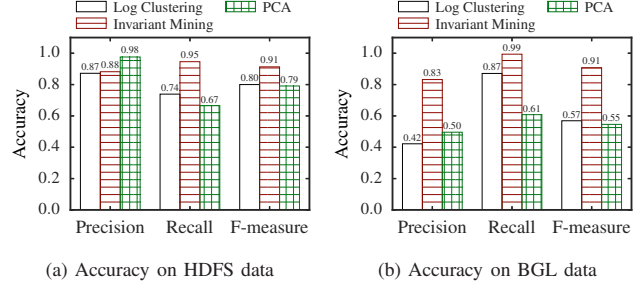 Log Clustering PCA
Invariant Mining
Accuracy
1.0
0.8
0.6
0.4
0.2
0.0
0.87 0.88 0.98
0.74 0.95 0.67
0.80 0.91 0.79
Precision Recall F-measure
(a) Accuracy on HDFS data
Log Clustering PCA
Invariant Mining
Accuracy
1.0
0.8
0.6
0.4
0.2
0.0
0.42 0.83 0.50
0.87 0.99 0.61
0.57 0.91 0.55
Precision Recall F-measure
(b) Accuracy on BGL data